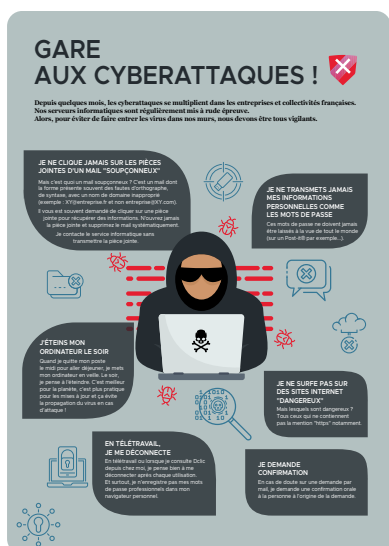 GARE
AUX CYBERATTAQUES !
Depuis quelques mois, les cyberattaques se multiplient dans les entreprises et collectivités françaises.
Nos serveurs informatiques sont régulièrement mis à rude épreuve.
Alors, pour éviter de faire entrer les virus dans nos murs, nous devons être tous vigilants.
JE NE CLIQUE JAMAIS SUR LES PIÈCES
JOINTES D'UN MAIL "SOUPÇONNEUX"
Mais c'est quoi un mail soupçonneux ? C'est un mail dont
la forme présente souvent des fautes d'orthographe,
de syntaxe, avec un nom de domaine inapproprié
(exemple : XY@entreprise.fr et non entreprise@XY.com).
Il vous est souvent demandé de cliquer sur une pièce
jointe pour récupérer des informations. N'ouvrez jamais
la pièce jointe et supprimez le mail systématiquement.
Je contacte le service informatique sans
transmettre la pièce jointe.
JE NE TRANSMETS JAMAIS
MES INFORMATIONS
PERSONNELLES COMME
LES MOTS DE PASSE
Ces mots de passe ne doivent jamais
être laissés à la vue de tout le monde
(sur un Post-it® par exemple...).
J'ÉTEINS MON
ORDINATEUR LE SOIR
Quand je quitte mon poste
le midi pour aller déjeuner, je mets
mon ordinateur en veille. Le soir,
je pense à l'éteindre. C'est meilleur
pour la planète, c'est plus pratique
pour les mises à jour et ça évite
la propagation du virus en cas
d'attaque !
JE NE SURFE PAS SUR
DES SITES INTERNET
"DANGEREUX"
Mais lesquels sont dangereux ?
Tous ceux qui ne contiennent
pas la mention "https" notamment.
EN TÉLÉTRAVAIL,
JE ME DÉCONNECTE
En télétravail ou lorsque je consulte Dclic
depuis chez moi, je pense bien à me
déconnecter après chaque utilisation.
Et surtout, je n'enregistre pas mes mots
de passe professionnels dans mon
navigateur personnel.
JE DEMANDE
CONFIRMATION
En cas de doute sur une demande par
mail, je demande une confirmation orale
à la personne à l'origine de la demande.